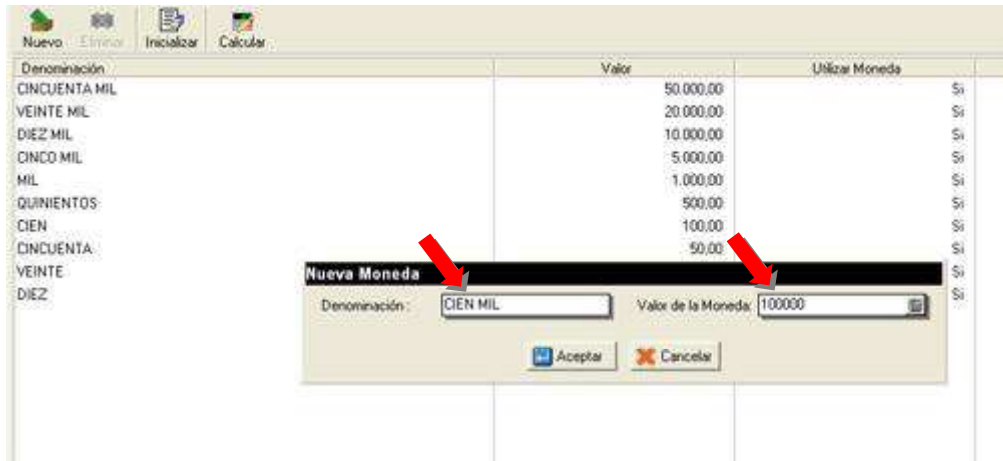 Nuevo Eliminar Inicializar Calcular
Denominación Valor Utilizar Moneda
CINCUENTA MIL 50.000,00 Si
VEINTE MIL 20.000,00 Si
DIEZ MIL 10.000,00 Si
CINCO MIL 5.000,00 Si
MIL 1.000,00 Si
QUINIENTOS 500,00 Si
CIEN 100,00 Si
CINCUENTA 50,00 Si
VEINTE Si
DIEZ Si
Nueva Moneda
Denominación : CIEN MIL Valor de la Moneda: 100000
Aceptar Cancelar